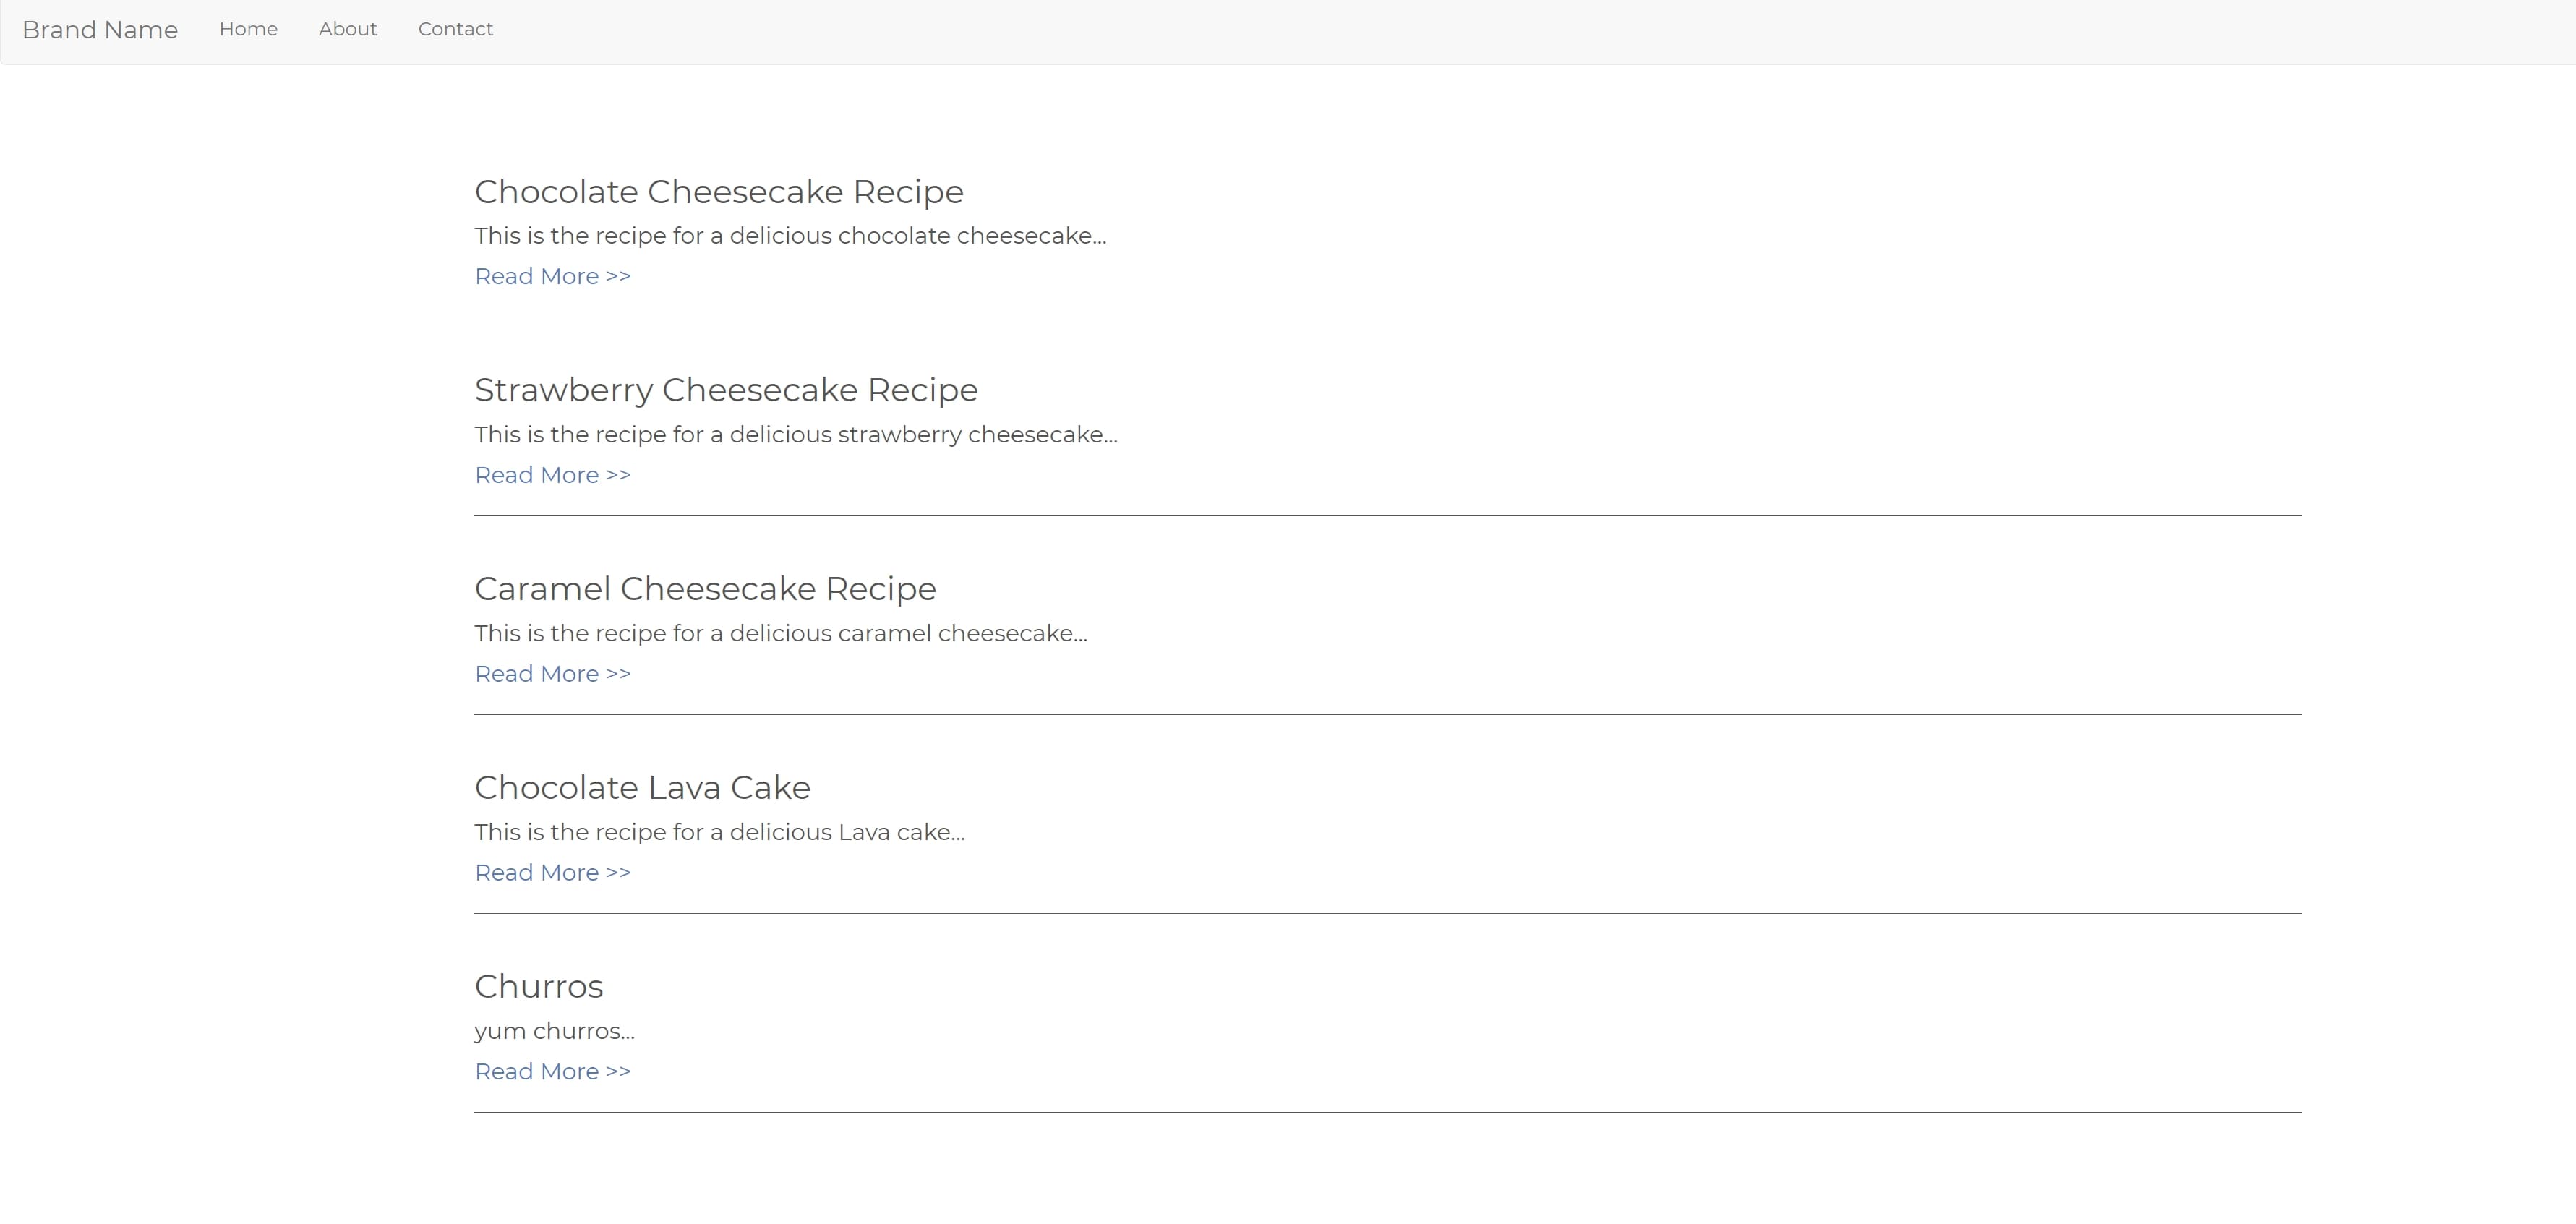 Brand Name Home About Contact
Chocolate Cheesecake Recipe
This is the recipe for a delicious chocolate cheesecake...
Read More >>
Strawberry Cheesecake Recipe
This is the recipe for a delicious strawberry cheesecake...
Read More >>
Caramel Cheesecake Recipe
This is the recipe for a delicious caramel cheesecake...
Read More >>
Chocolate Lava Cake
This is the recipe for a delicious Lava cake...
Read More >>
Churros
yum churros...
Read More >>